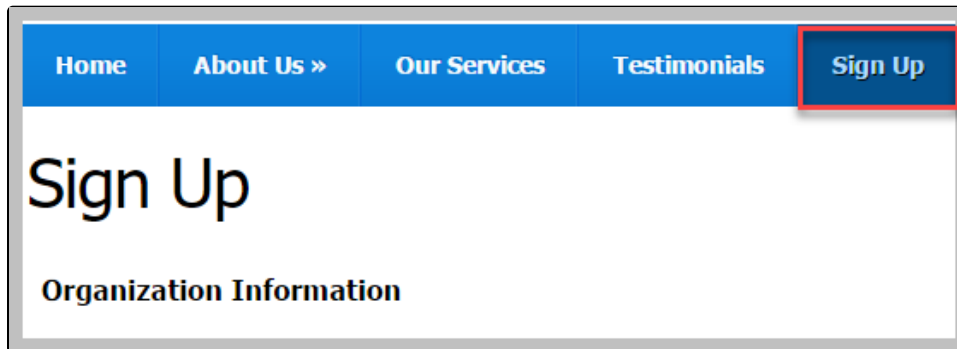 Home About Us » Our Services Testimonials Sign Up
Sign Up
Organization Information